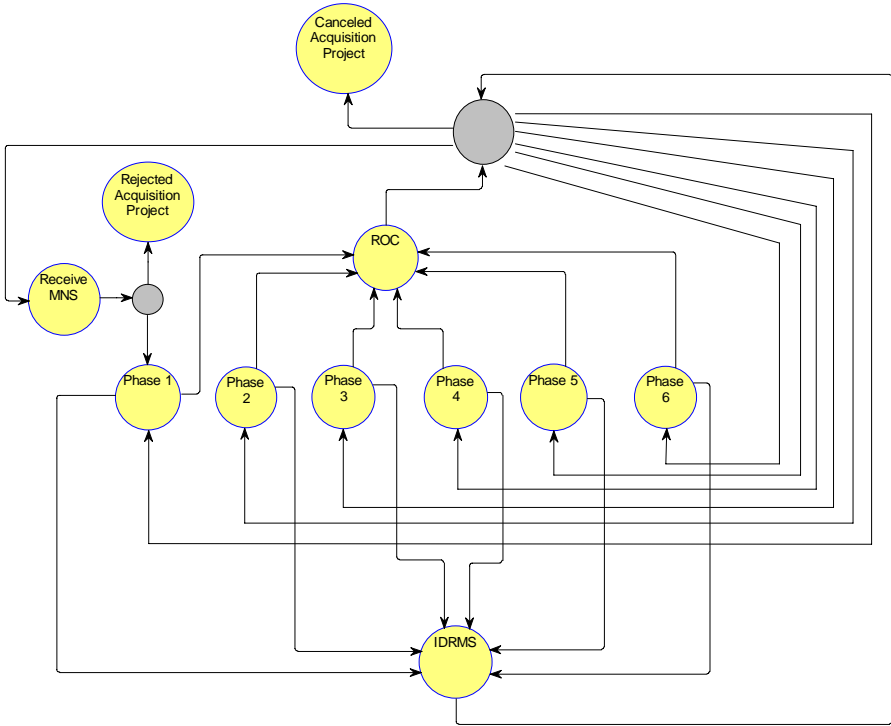 Canceled
Acquisition
Project
Rejected
Acquisition
Project
ROC
Receive
MNS
Phase 1
Phase
2
Phase
3
Phase
4
Phase 5
Phase
6
IDRMS